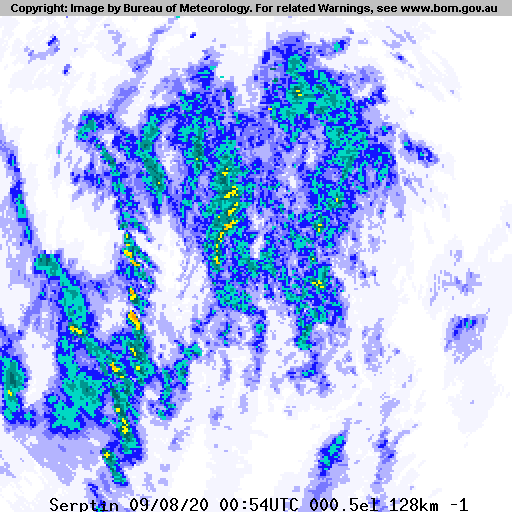 Copyright: Image by Bureau of Meteorology. For related Warnings, see www.bom.gov.au
Serptin 09/08/20 00:54UTC 000.5el 128km -1